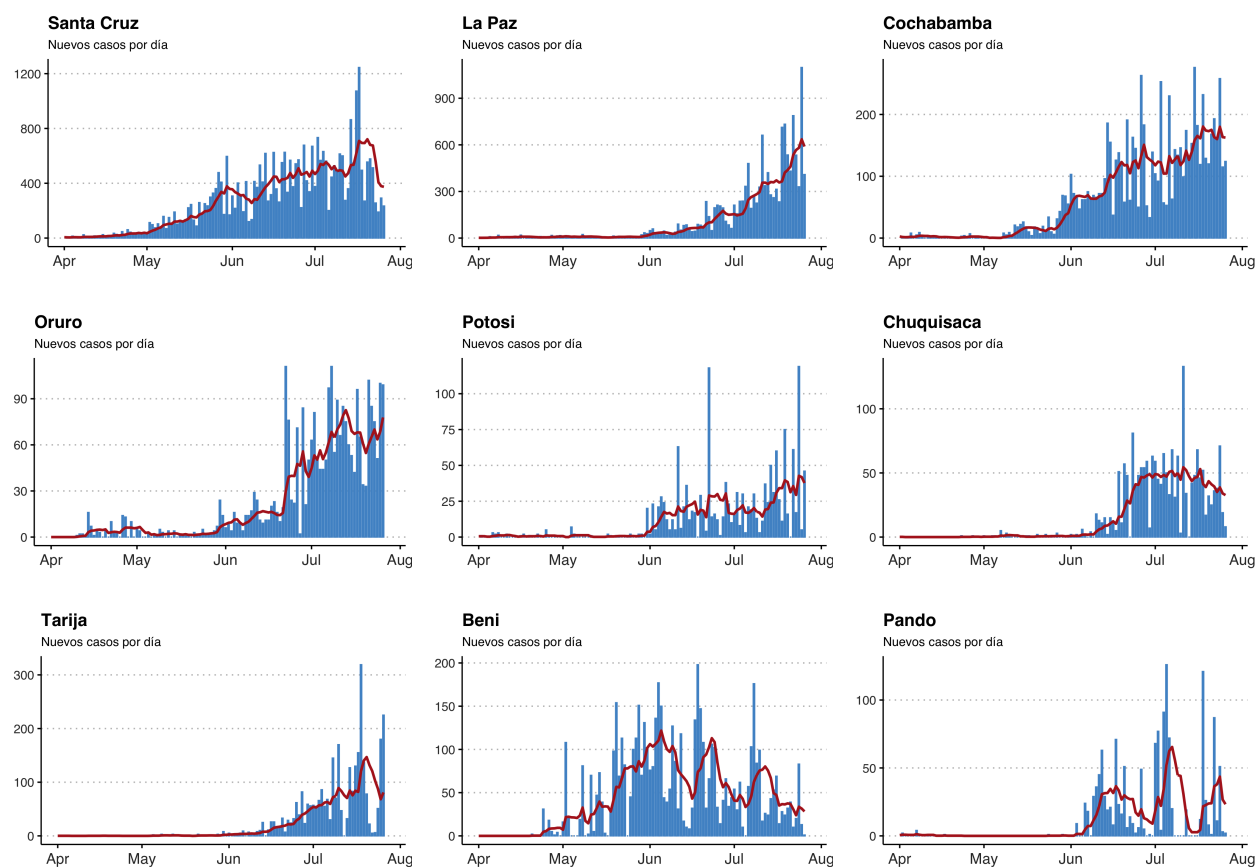 Santa Cruz
Nuevos casos por día
1200
800
400
0
Apr May Jun Jul Aug
La Paz
Nuevos casos por día
900
600
300
0
Apr May Jun Jul Aug
Cochabamba
Nuevos casos por día
200
100
0
Apr May Jun Jul Aug
Oruro
Nuevos casos por día
90
60
30
0
Apr May Jun Jul Aug
Potosi
Nuevos casos por día
100
75
50
25
0
Apr May Jun Jul Aug
Chuquisaca
Nuevos casos por día
100
50
0
Apr May Jun Jul Aug
Tarija
Nuevos casos por día
300
200
100
0
Apr May Jun Jul Aug
Beni
Nuevos casos por día
200
150
100
50
0
Apr May Jun Jul Aug
Pando
Nuevos casos por día
100
50
0
Apr May Jun Jul Aug